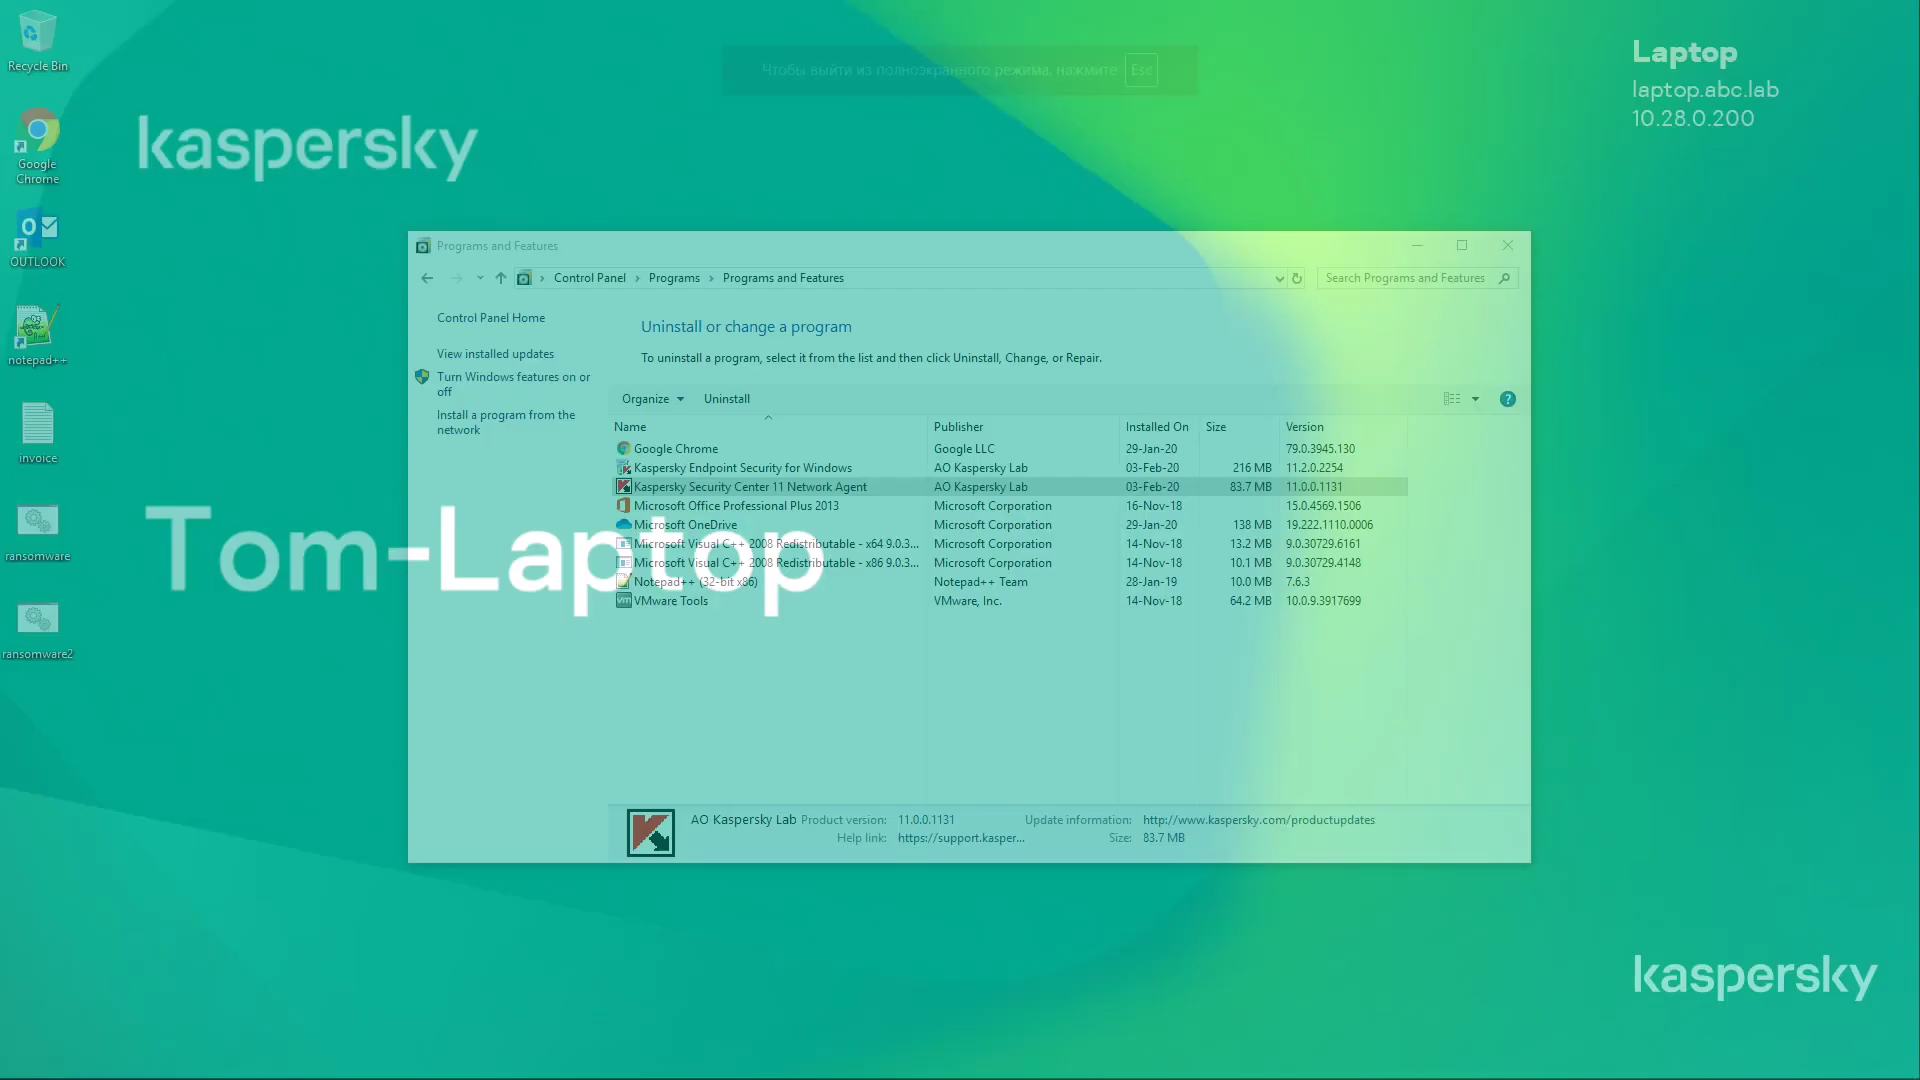 Recycle Bin
Google
Chrome
OUTLOOK
notepad++
invoice
ransomware
ransomware2
kaspersky
Чтобы выйти из полноэкранного режима, нажмите Esc
Laptop
laptop.abc.lab
10.28.0.200
Tom-Laptop
Programs and Features
Control Panel › Programs › Programs and Features
Search Programs and Features
Control Panel Home
View installed updates
Turn Windows features on or
off
Install a program from the
network
Uninstall or change a program
To uninstall a program, select it from the list and then click Uninstall, Change, or Repair.
Organize Uninstall
Name Publisher Installed On Size Version
Google Chrome Google LLC 29-Jan-20 79.0.3945.130
Kaspersky Endpoint Security for Windows AO Kaspersky Lab 03-Feb-20 216 MB 11.2.0.2254
Kaspersky Security Center 11 Network Agent AO Kaspersky Lab 03-Feb-20 83.7 MB 11.0.0.1131
Microsoft Office Professional Plus 2013 Microsoft Corporation 16-Nov-18 15.0.4569.1506
Microsoft OneDrive Microsoft Corporation 29-Jan-20 138 MB 19.222.1110.0006
Microsoft Visual C++ 2008 Redistributable - x64 9.0.3... Microsoft Corporation 14-Nov-18 13.2 MB 9.0.30729.6161
Microsoft Visual C++ 2008 Redistributable - x86 9.0.3... Microsoft Corporation 14-Nov-18 10.1 MB 9.0.30729.4148
Notepad++ (32-bit x86) Notepad++ Team 28-Jan-19 10.0 MB 7.6.3
VMware Tools VMware, Inc. 14-Nov-18 64.2 MB 10.0.9.3917699
AO Kaspersky Lab Product version: 11.0.0.1131 Update information: http://www.kaspersky.com/productupdates
Help link: https://support.kasper... Size: 83.7 MB
kaspersky